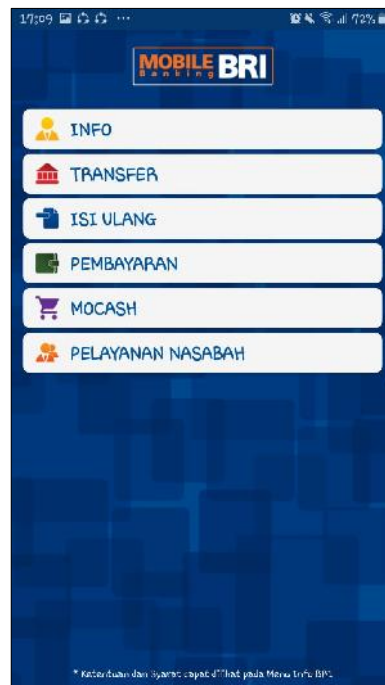 17:09 72%
MOBILE BRI
Banking
INFO
TRANSFER
ISI ULANG
PEMBAYARAN
MOCASH
PELAYANAN NASABAH
* Ketentuan dan Syarat dapat dilihat pada Menu Info BRI